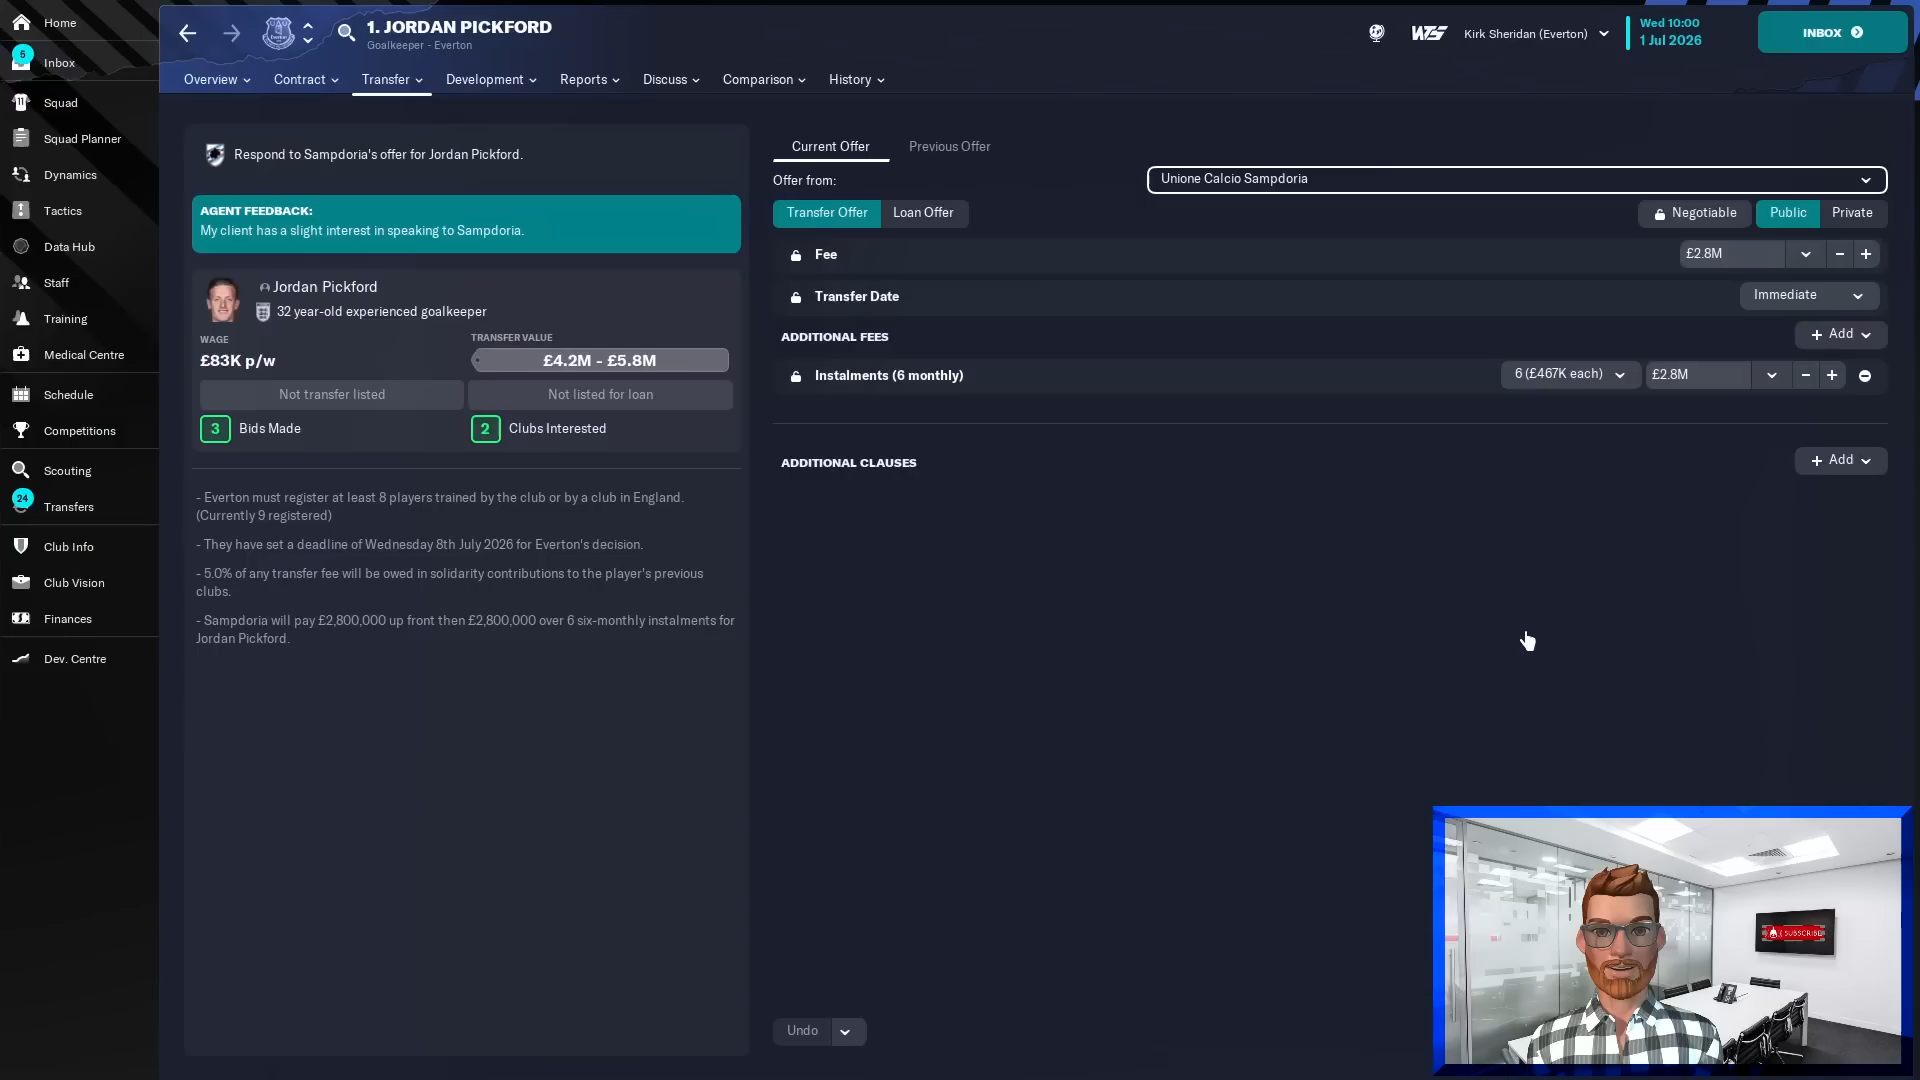 Home
5
Inbox
Squad
Squad Planner
Dynamics
Tactics
Data Hub
Staff
Training
Medical Centre
Schedule
Competitions
Scouting
24
Transfers
Club Info
Club Vision
Finances
Dev. Centre
1. JORDAN PICKFORD
Goalkeeper - Everton
Kirk Sheridan (Everton)
Wed 10:00
1 Jul 2026
INBOX
Overview
Contract
Transfer
Development
Reports
Discuss
Comparison
History
Respond to Sampdoria's offer for Jordan Pickford.
AGENT FEEDBACK:
My client has a slight interest in speaking to Sampdoria.
Jordan Pickford
32 year-old experienced goalkeeper
WAGE
£83K p/w
TRANSFER VALUE
£4.2M - £5.8M
Not transfer listed
Not listed for loan
3 Bids Made
2 Clubs Interested
- Everton must register at least 8 players trained by the club or by a club in England.
(Currently 9 registered)
- They have set a deadline of Wednesday 8th July 2026 for Everton's decision.
- 5.0% of any transfer fee will be owed in solidarity contributions to the player's previous
clubs.
- Sampdoria will pay £2,800,000 up front then £2,800,000 over 6 six-monthly instalments for
Jordan Pickford.
Current Offer
Previous Offer
Offer from:
Unione Calcio Sampdoria
Transfer Offer
Loan Offer
Negotiable
Public
Private
Fee
£2.8M
Transfer Date
Immediate
ADDITIONAL FEES
+ Add
Instalments (6 monthly)
6 (£467K each)
£2.8M
ADDITIONAL CLAUSES
+ Add
Undo
SUBSCRIBE